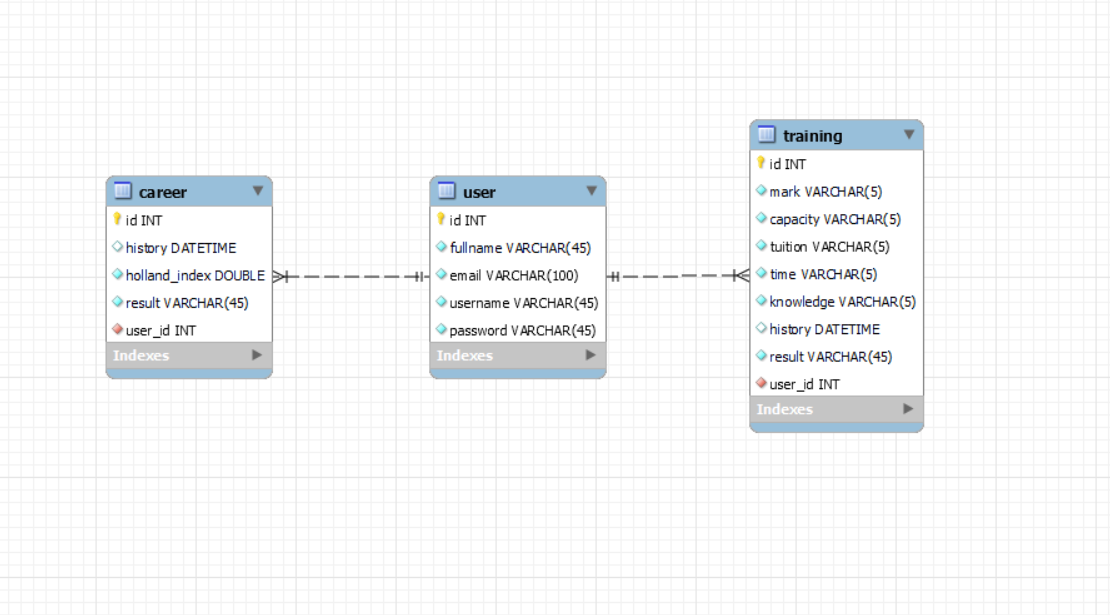 career
id INT
history DATETIME
holland_index DOUBLE
result VARCHAR(45)
user_id INT
Indexes
user
id INT
fullname VARCHAR(45)
email VARCHAR(100)
username VARCHAR(45)
password VARCHAR(45)
Indexes
training
id INT
mark VARCHAR(5)
capacity VARCHAR(5)
tuition VARCHAR(5)
time VARCHAR(5)
knowledge VARCHAR(5)
history DATETIME
result VARCHAR(45)
user_id INT
Indexes